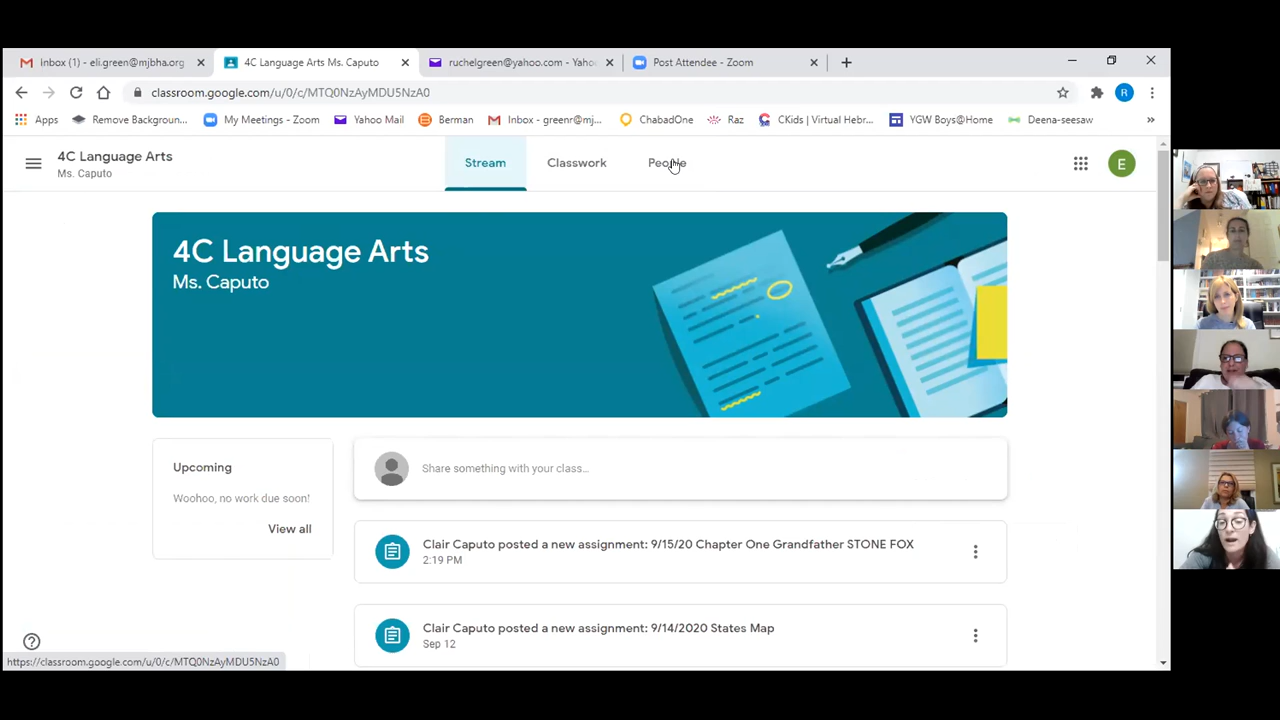 Inbox (1) - eli.green@mjbha.org
4C Language Arts Ms. Caputo
ruchelgreen@yahoo.com - Yaho
Post Attendee - Zoom
classroom.google.com/u/0/c/MTQ0NzAyMDU5NzA0
Apps
Remove Backgroun...
My Meetings - Zoom
Yahoo Mail
Berman
Inbox - greenr@mj...
ChabadOne
Raz
CKids | Virtual Hebr...
YGW Boys@Home
Deena-seesaw
R
4C Language Arts
Ms. Caputo
Stream
Classwork
People
E
4C Language Arts
Ms. Caputo
Upcoming
Woohoo, no work due soon!
View all
Share something with your class...
Clair Caputo posted a new assignment: 9/15/20 Chapter One Grandfather STONE FOX
2:19 PM
Clair Caputo posted a new assignment: 9/14/2020 States Map
Sep 12
https://classroom.google.com/u/0/c/MTQ0NzAyMDU5NzA0